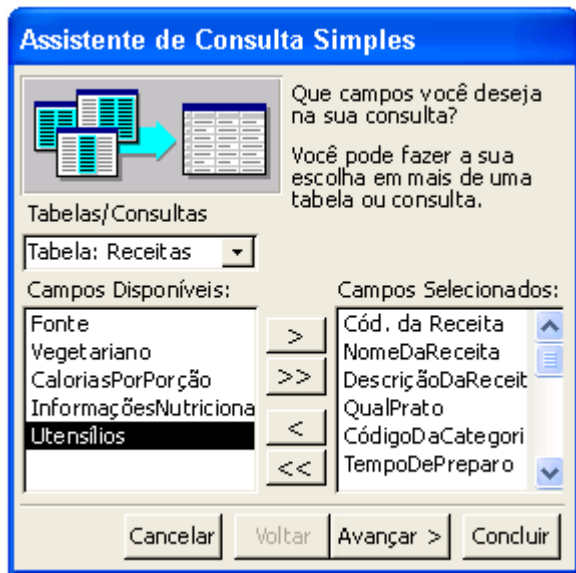 Assistente de Consulta Simples
Que campos você deseja
na sua consulta?
Você pode fazer a sua
escolha em mais de uma
tabela ou consulta.
Tabelas/Consultas
Tabela: Receitas
Campos Disponíveis:
Fonte
Vegetariano
CaloriasPorPorção
InformaçõesNutriciona
Utensílios
>
>>
<
<<
Campos Selecionados:
Cód. da Receita
NomeDaReceita
DescriçãoDaReceit
QualPrato
CódigoDaCategori
TempoDePreparo
Cancelar
Voltar
Avançar >
Concluir